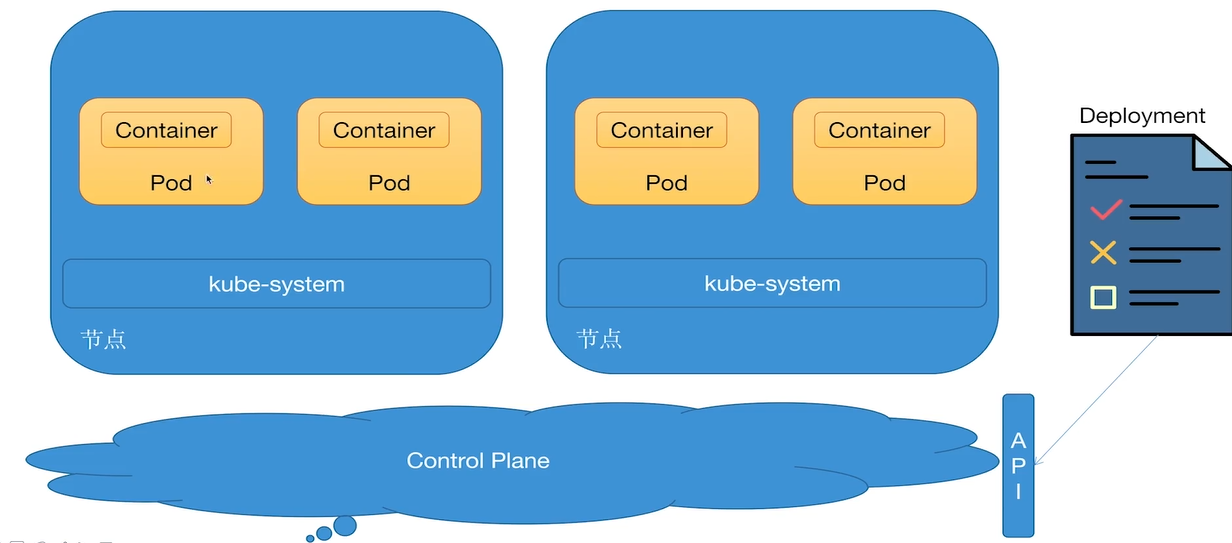 Container
Pod
Container
Pod
kube-system
节点
Container
Pod
Container
Pod
kube-system
节点
Deployment
Control Plane
A
P
I